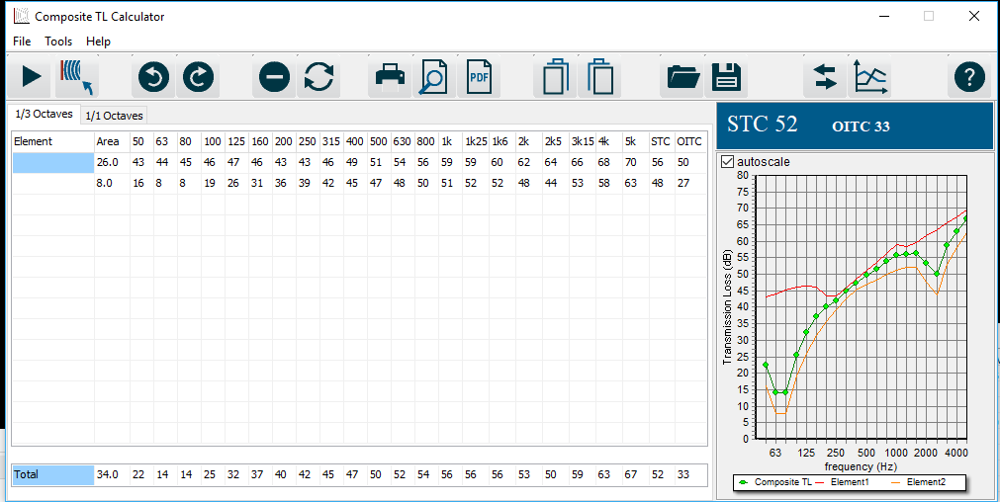 Composite TL Calculator
File Tools Help
PDF
1/3 Octaves 1/1 Octaves
Element Area 50 63 80 100 125 160 200 250 315 400 500 630 800 1k 1k25 1k6 2k 2k5 3k15 4k 5k STC OITC
26.0 43 44 45 46 47 46 43 43 46 49 51 54 56 59 59 60 62 64 66 68 70 56 50
8.0 16 8 8 19 26 31 36 39 42 45 47 48 50 51 52 52 48 44 53 58 63 48 27
Total 34.0 22 14 14 25 32 37 40 42 45 47 50 52 54 56 56 56 53 50 59 63 67 52 33
STC 52 OITC 33
autoscale
80
75
70
65
60
55
50
45
40
35
30
25
20
15
10
5
0
Transmission Loss (dB)
63 125 250 500 1000 2000 4000
frequency (Hz)
Composite TL Element1 Element2